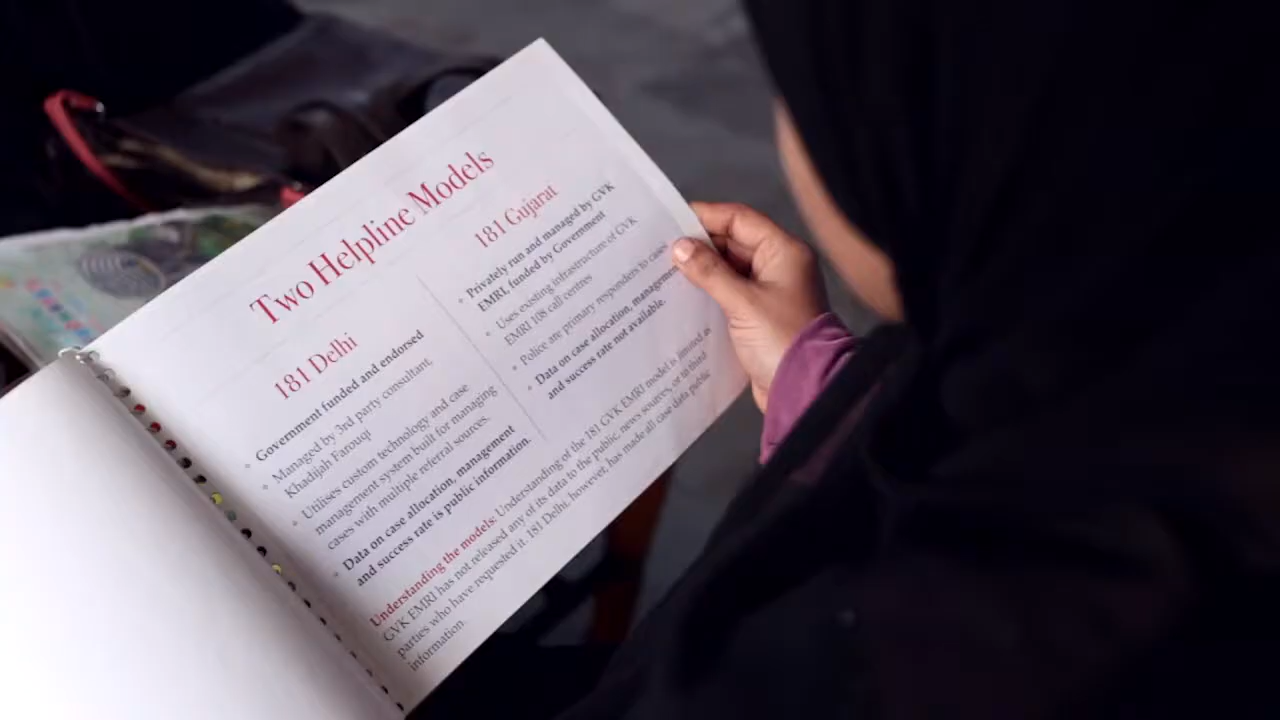 Two Helpline Models
181 Delhi
• Government funded and endorsed
• Managed by 3rd party consultant,
Khadijah Farouqi
• Utilises custom technology and case
management system built for managing
cases with multiple referral sources.
• Data on case allocation, management
and success rate is public information.
181 Gujarat
• Privately run and managed by GVK
EMRI, funded by Government
• Uses existing infrastructure of GVK
EMRI 108 call centres
• Police are primary responders to cases
• Data on case allocation, management
and success rate not available.
Understanding the models: Understanding of the 181 GVK EMRI model is limited as
GVK EMRI has not released any of its data to the public, news sources, or to third
parties who have requested it. 181 Delhi, however, has made all case data public
information.